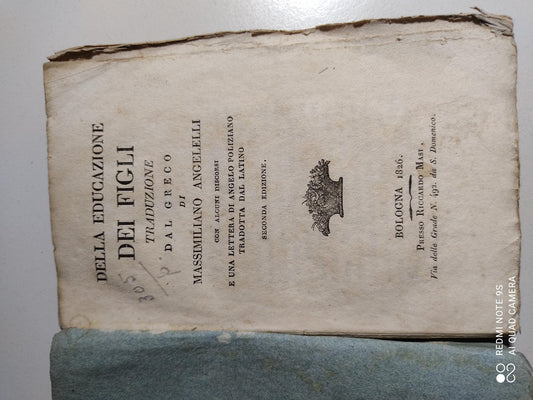 DELLA EDUCAZIONE
DEI FIGLI
TRADUZIONE
DAL GRECO
DI
MASSIMILIANO ANGELELLI
CON ALCUNI DISCORSI
E UNA LETTERA DI ANGELO POLIZIANO
TRADOTTA DAL LATINO
SECONDA EDIZIONE.
BOLOGNA 1826.
PRESSO RICCARDO MASI,
Via delle Grade N. 492. da S. Domenico.
305
p.
REDMI NOTE 9S
AI QUAD CAMERA